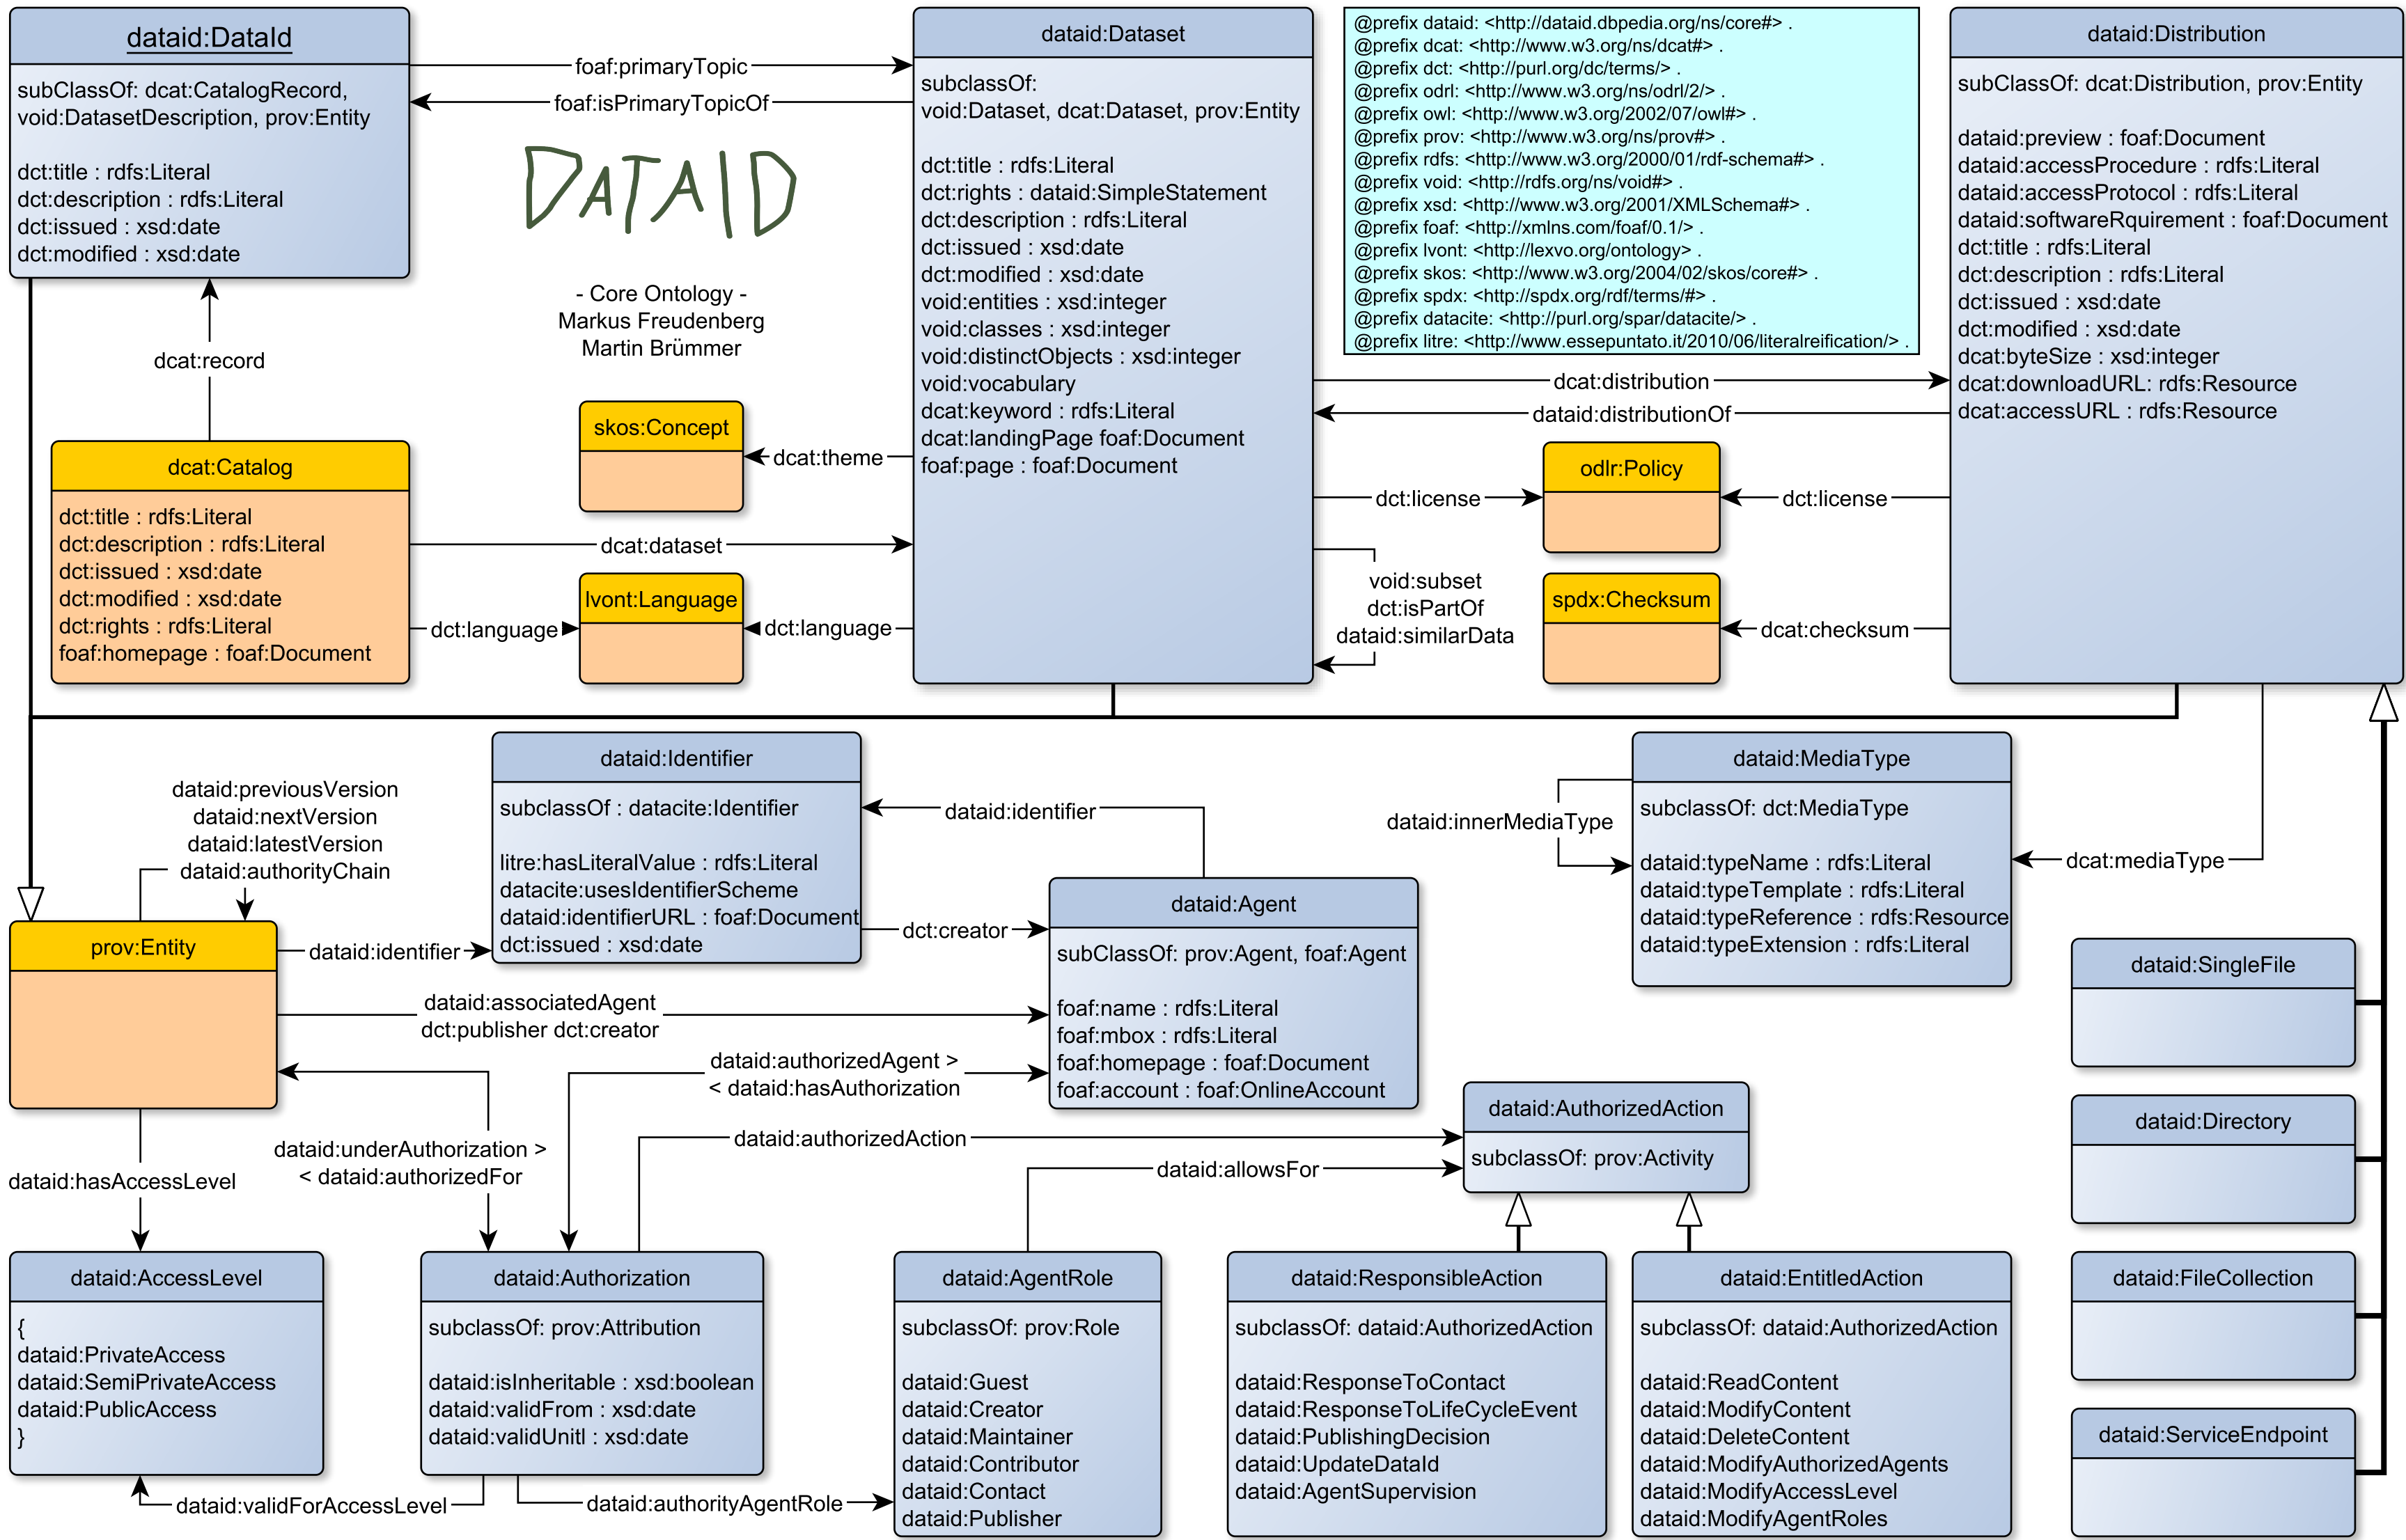 dataid:DataId
subClassOf: dcat:CatalogRecord,
void:DatasetDescription, prov:Entity
dct:title : rdfs:Literal
dct:description : rdfs:Literal
dct:issued : xsd:date
dct:modified : xsd:date
foaf:primaryTopic
foaf:isPrimaryTopicOf
DATAID
- Core Ontology -
Markus Freudenberg
Martin Brümmer
dataid:Dataset
subclassOf:
void:Dataset, dcat:Dataset, prov:Entity
dct:title : rdfs:Literal
dct:rights : dataid:SimpleStatement
dct:description : rdfs:Literal
dct:issued : xsd:date
dct:modified : xsd:date
void:entities : xsd:integer
void:classes : xsd:integer
void:distinctObjects : xsd:integer
void:vocabulary
dcat:keyword : rdfs:Literal
dcat:landingPage foaf:Document
foaf:page : foaf:Document
@prefix dataid: <http://dataid.dbpedia.org/ns/core#> .
@prefix dcat: <http://www.w3.org/ns/dcat#> .
@prefix dct: <http://purl.org/dc/terms/> .
@prefix odrl: <http://www.w3.org/ns/odrl/2/> .
@prefix owl: <http://www.w3.org/2002/07/owl#> .
@prefix prov: <http://www.w3.org/ns/prov#> .
@prefix rdfs: <http://www.w3.org/2000/01/rdf-schema#> .
@prefix void: <http://rdfs.org/ns/void#> .
@prefix xsd: <http://www.w3.org/2001/XMLSchema#> .
@prefix foaf: <http://xmlns.com/foaf/0.1/> .
@prefix lvont: <http://lexvo.org/ontology> .
@prefix skos: <http://www.w3.org/2004/02/skos/core#> .
@prefix spdx: <http://spdx.org/rdf/terms/#> .
@prefix datacite: <http://purl.org/spar/datacite/> .
@prefix litre: <http://www.essepuntato.it/2010/06/literalreification/> .
dataid:Distribution
subClassOf: dcat:Distribution, prov:Entity
dataid:preview : foaf:Document
dataid:accessProcedure : rdfs:Literal
dataid:accessProtocol : rdfs:Literal
dataid:softwareRquirement : foaf:Document
dct:title : rdfs:Literal
dct:description : rdfs:Literal
dct:issued : xsd:date
dct:modified : xsd:date
dcat:byteSize : xsd:integer
dcat:downloadURL: rdfs:Resource
dcat:accessURL : rdfs:Resource
dcat:record
dcat:Catalog
dct:title : rdfs:Literal
dct:description : rdfs:Literal
dct:issued : xsd:date
dct:modified : xsd:date
dct:rights : rdfs:Literal
foaf:homepage : foaf:Document
skos:Concept
dcat:theme
dcat:dataset
lvont:Language
dct:language
dct:language
dcat:distribution
dataid:distributionOf
odlr:Policy
dct:license
dct:license
void:subset
dct:isPartOf
dataid:similarData
spdx:Checksum
dcat:checksum
dataid:previousVersion
dataid:nextVersion
dataid:latestVersion
dataid:authorityChain
prov:Entity
dataid:identifier
dataid:Identifier
subclassOf : datacite:Identifier
litre:hasLiteralValue : rdfs:Literal
datacite:usesIdentifierScheme
dataid:identifierURL : foaf:Document
dct:issued : xsd:date
dataid:identifier
dct:creator
dataid:Agent
subClassOf: prov:Agent, foaf:Agent
foaf:name : rdfs:Literal
foaf:mbox : rdfs:Literal
foaf:homepage : foaf:Document
foaf:account : foaf:OnlineAccount
dataid:innerMediaType
dataid:MediaType
subclassOf: dct:MediaType
dataid:typeName : rdfs:Literal
dataid:typeTemplate : rdfs:Literal
dataid:typeReference : rdfs:Resource
dataid:typeExtension : rdfs:Literal
dcat:mediaType
dataid:associatedAgent
dct:publisher dct:creator
dataid:authorizedAgent >
< dataid:hasAuthorization
dataid:underAuthorization >
< dataid:authorizedFor
dataid:hasAccessLevel
dataid:authorizedAction
dataid:allowsFor
dataid:AuthorizedAction
subclassOf: prov:Activity
dataid:SingleFile
dataid:Directory
dataid:FileCollection
dataid:ServiceEndpoint
dataid:AccessLevel
{
dataid:PrivateAccess
dataid:SemiPrivateAccess
dataid:PublicAccess
}
dataid:Authorization
subclassOf: prov:Attribution
dataid:isInheritable : xsd:boolean
dataid:validFrom : xsd:date
dataid:validUnitl : xsd:date
dataid:validForAccessLevel
dataid:authorityAgentRole
dataid:AgentRole
subclassOf: prov:Role
dataid:Guest
dataid:Creator
dataid:Maintainer
dataid:Contributor
dataid:Contact
dataid:Publisher
dataid:ResponsibleAction
subclassOf: dataid:AuthorizedAction
dataid:ResponseToContact
dataid:ResponseToLifeCycleEvent
dataid:PublishingDecision
dataid:UpdateDataId
dataid:AgentSupervision
dataid:EntitledAction
subclassOf: dataid:AuthorizedAction
dataid:ReadContent
dataid:ModifyContent
dataid:DeleteContent
dataid:ModifyAuthorizedAgents
dataid:ModifyAccessLevel
dataid:ModifyAgentRoles